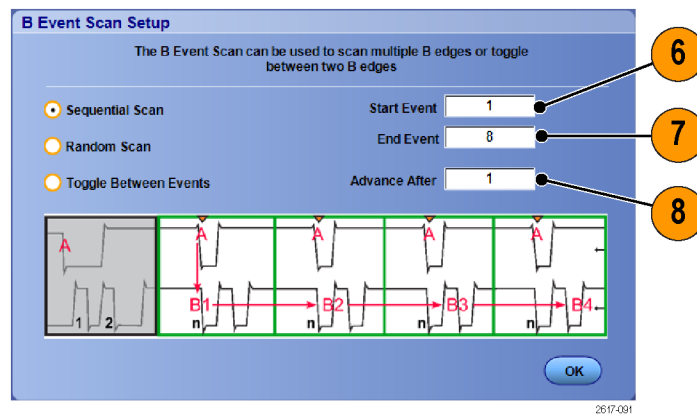 B Event Scan Setup
The B Event Scan can be used to scan multiple B edges or toggle
between two B edges
6
Sequential Scan
Start Event 1
Random Scan
End Event 8
7
Toggle Between Events
Advance After 1
8
A A A A A
B1 B2 B3 B4
1 2 n n n n
OK
2617-091